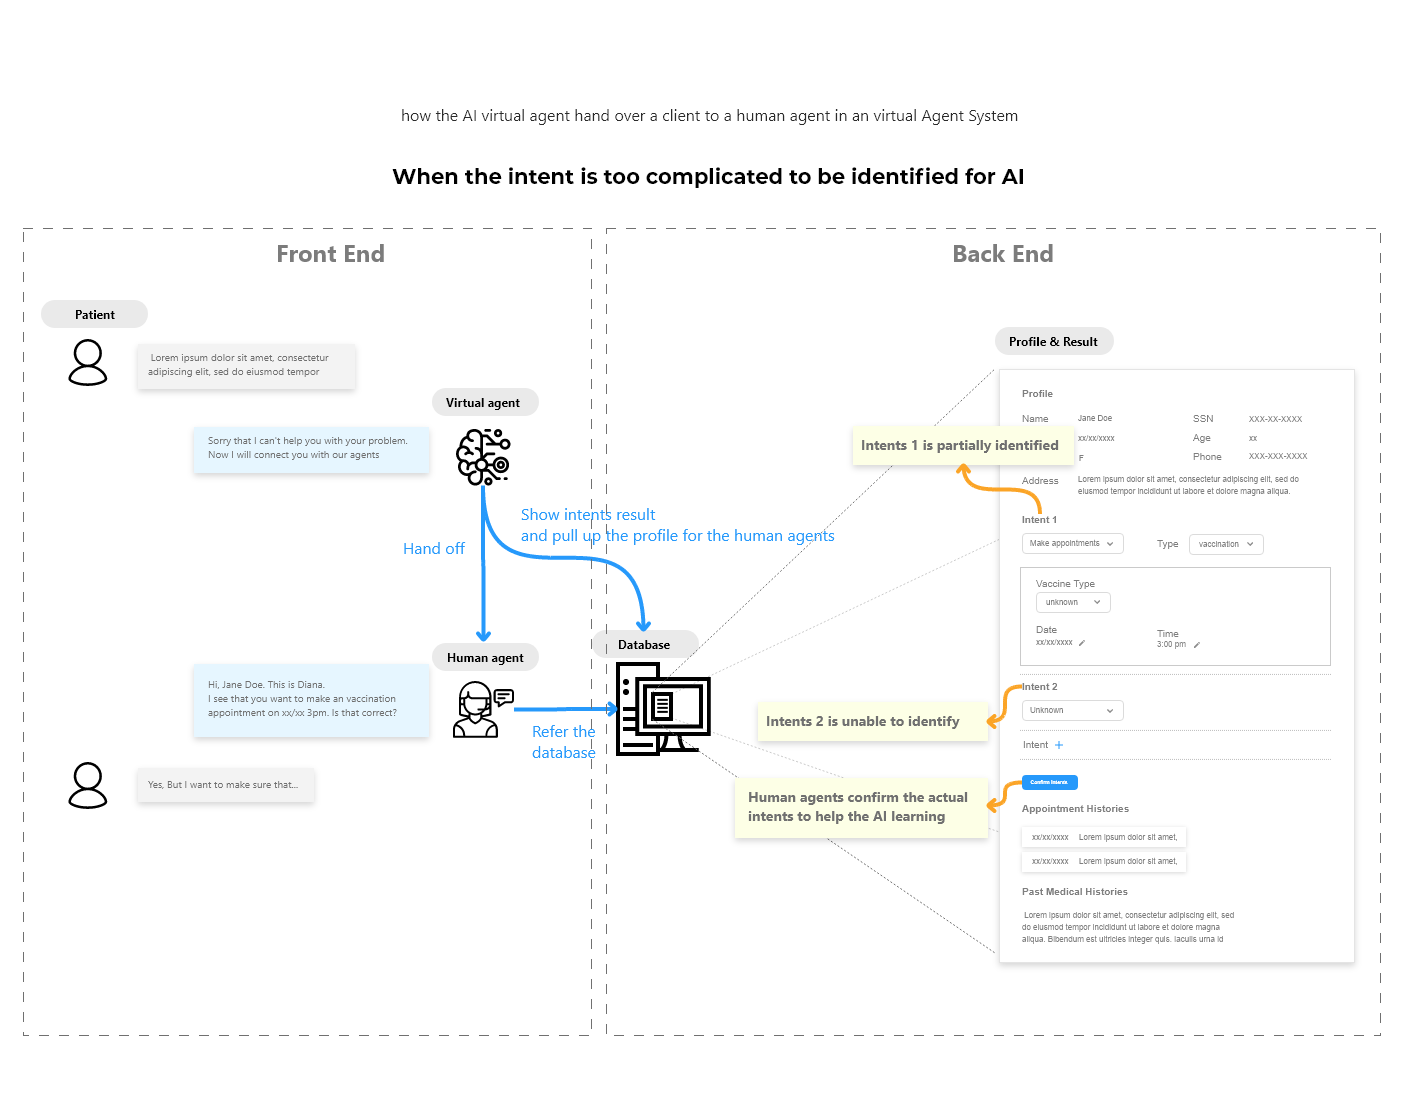 how the AI virtual agent hand over a client to a human agent in an virtual Agent System
When the intent is too complicated to be identified for AI
Front End
Patient
Lorem ipsum dolor sit amet, consectetur
adipiscing elit, sed do eiusmod tempor
Virtual agent
Sorry that I can't help you with your problem.
Now I will connect you with our agents
Show intents result
and pull up the profile for the human agents
Hand off
Human agent
Hi, Jane Doe. This is Diana.
I see that you want to make an vaccination
appointment on xx/xx 3pm. Is that correct?
Refer the
database
Yes, But I want to make sure that...
Back End
Database
Profile & Result
Profile
Name Jane Doe SSN XXX-XX-XXXX
xx/xx/xxxx Age xx
F Phone XXX-XXX-XXXX
Intents 1 is partially identified
Address Lorem ipsum dolor sit amet, consectetur adipiscing elit, sed do
eiusmod tempor incididunt ut labore et dolore magna aliqua.
Intent 1
Make appointments Type vaccination
Vaccine Type
unknown
Date Time
xx/xx/xxxx 3:00 pm
Intent 2
Unknown
Intents 2 is unable to identify
Intent +
Confirm Intents
Human agents confirm the actual
intents to help the AI learning
Appointment Histories
xx/xx/xxxx Lorem ipsum dolor sit amet,
xx/xx/xxxx Lorem ipsum dolor sit amet,
Past Medical Histories
Lorem ipsum dolor sit amet, consectetur adipiscing elit, sed
do eiusmod tempor incididunt ut labore et dolore magna
aliqua. Bibendum est ultricies integer quis. Iaculis urna id